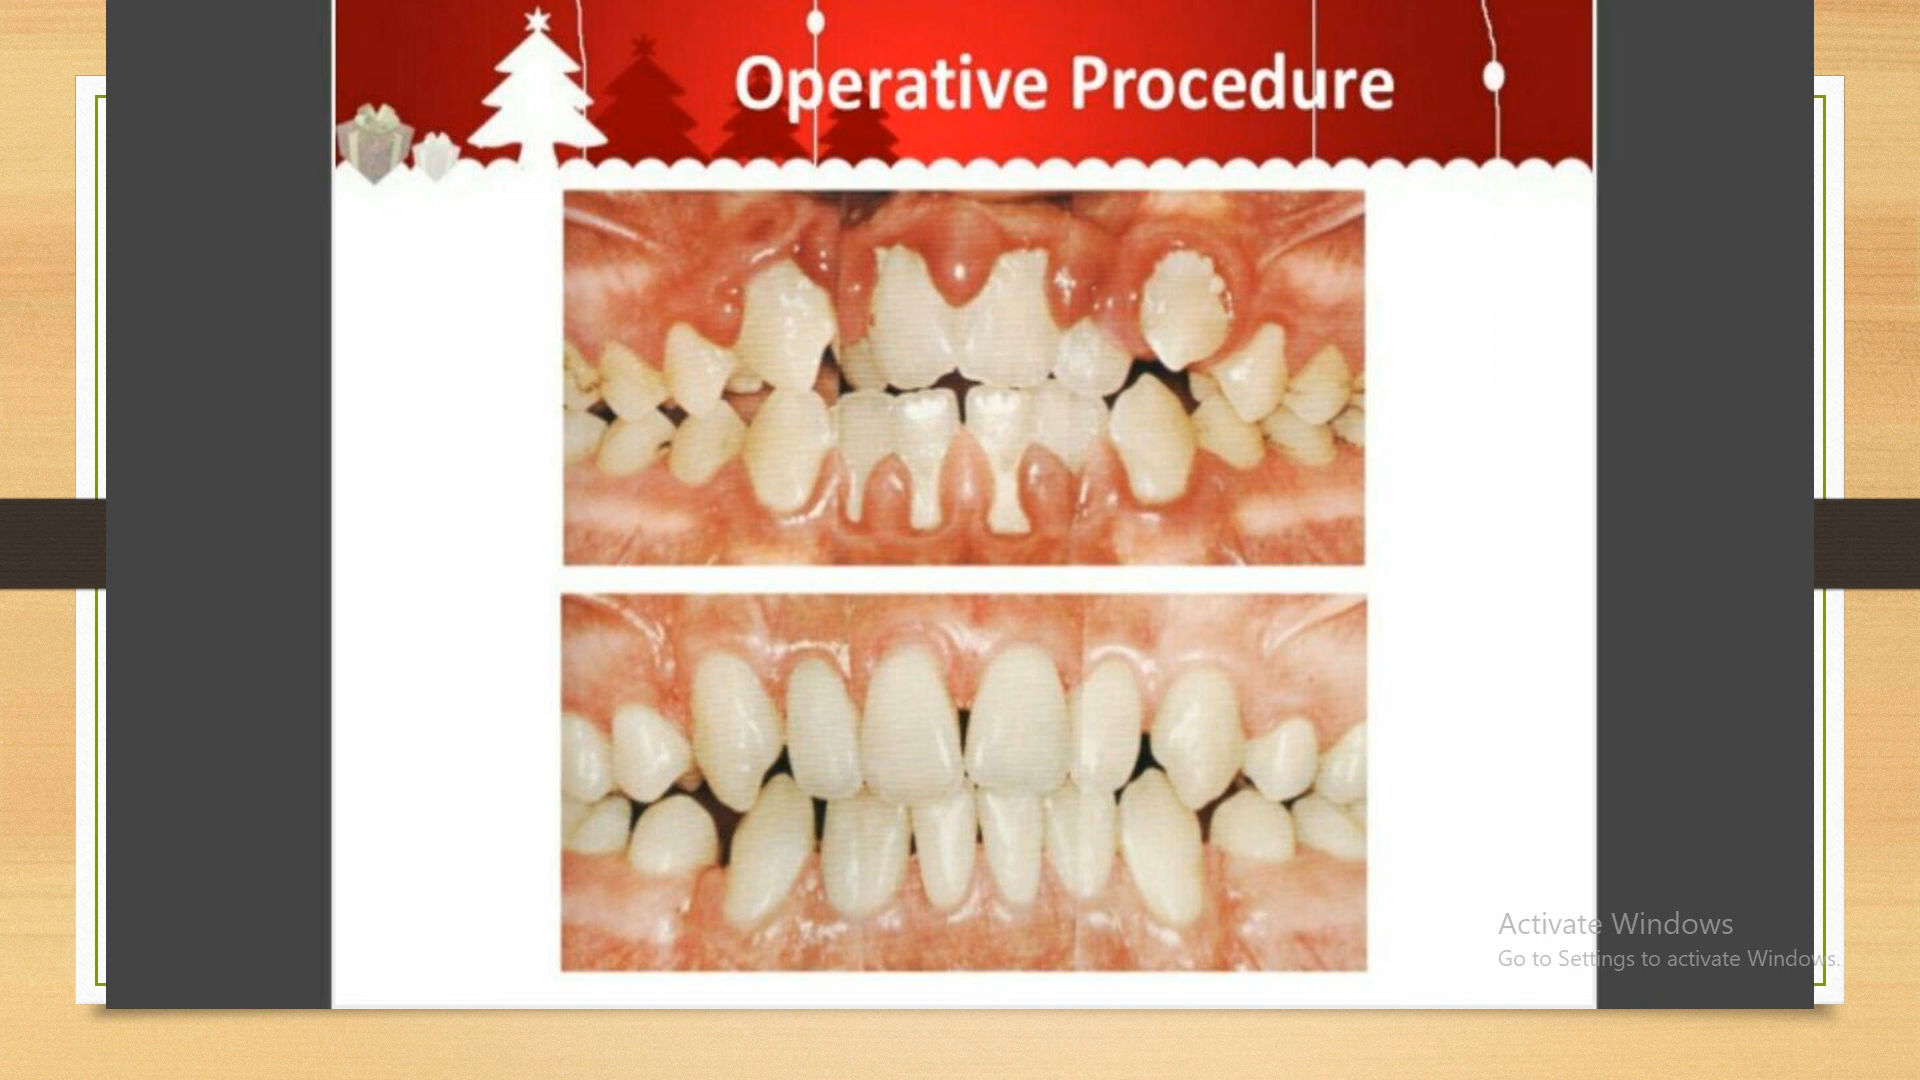 Operative Procedure
Activate Windows
Go to Settings to activate Windows.